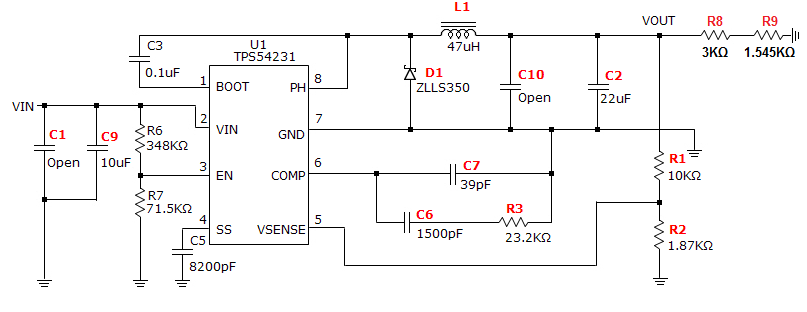 L1
47uH
VOUT
R8
3KΩ
R9
1.545KΩ
C3
0.1uF
U1
TPS54231
1
BOOT
8
PH
D1
ZLLS350
C10
Open
C2
22uF
VIN
2
VIN
7
GND
C1
Open
C9
10uF
R6
348KΩ
3
EN
6
COMP
C7
39pF
R1
10KΩ
R7
71.5KΩ
4
SS
5
VSENSE
C6
1500pF
R3
23.2KΩ
R2
1.87KΩ
C5
8200pF